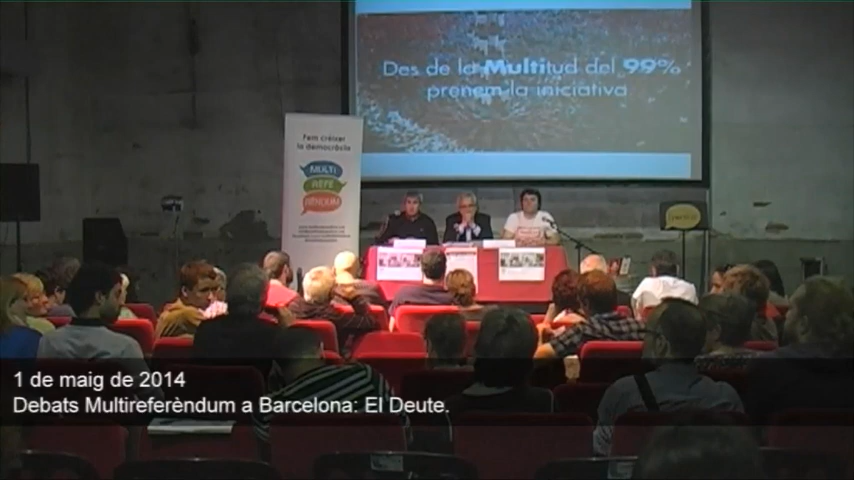 Des de la Multitud del 99%
prenem la iniciativa
Fem créixer
la democràcia
MULTI
REFE
RÈNDUM
1 de maig de 2014
Debats Multireferèndum a Barcelona: El Deute.